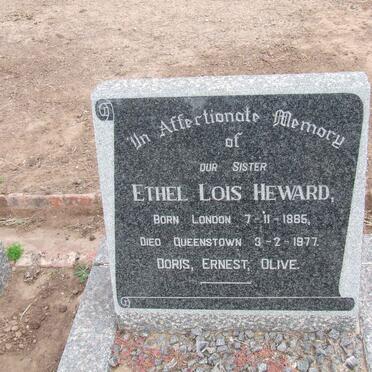 In Affectionate Memory
of
OUR SISTER
ETHEL LOIS HEWARD,
BORN LONDON 7-11-1885,
DIED QUEENSTOWN 3-2-1977.
DORIS, ERNEST, OLIVE.